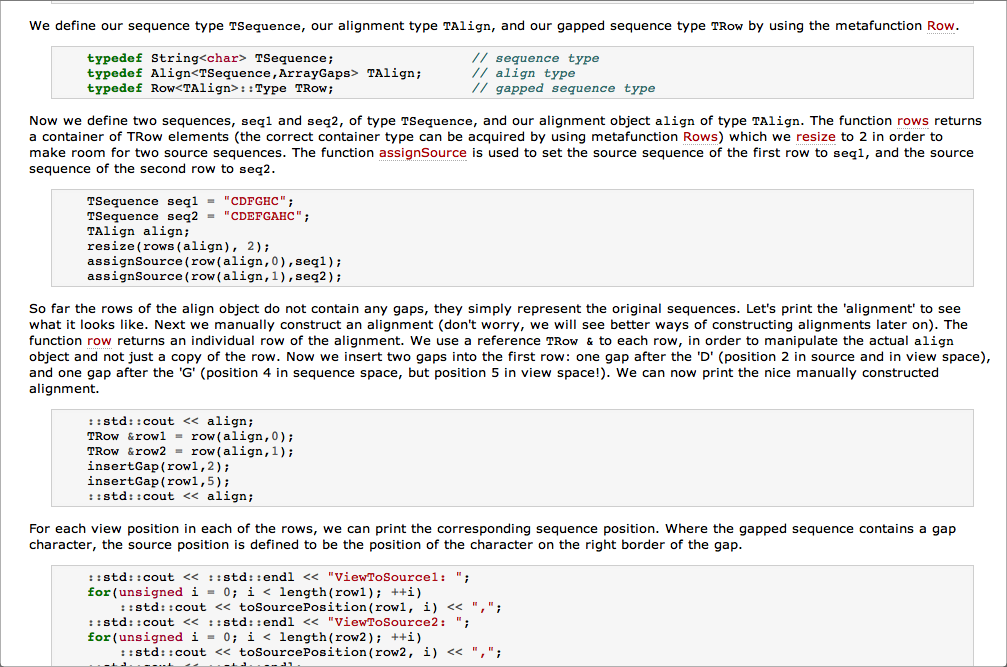 We define our sequence type TSequence, our alignment type TAlign, and our gapped sequence type TRow by using the metafunction Row.
typedef String<char> TSequence; // sequence type
typedef Align<TSequence,ArrayGaps> TAlign; // align type
typedef Row<TAlign>::Type TRow; // gapped sequence type
Now we define two sequences, seq1 and seq2, of type TSequence, and our alignment object align of type TAlign. The function rows returns
a container of TRow elements (the correct container type can be acquired by using metafunction Rows) which we resize to 2 in order to
make room for two source sequences. The function assignSource is used to set the source sequence of the first row to seq1, and the source
sequence of the second row to seq2.
TSequence seq1 = "CDFGHC";
TSequence seq2 = "CDEFGAHC";
TAlign align;
resize(rows(align), 2);
assignSource(row(align,0),seq1);
assignSource(row(align,1),seq2);
So far the rows of the align object do not contain any gaps, they simply represent the original sequences. Let's print the 'alignment' to see
what it looks like. Next we manually construct an alignment (don't worry, we will see better ways of constructing alignments later on). The
function row returns an individual row of the alignment. We use a reference TRow & to each row, in order to manipulate the actual align
object and not just a copy of the row. Now we insert two gaps into the first row: one gap after the 'D' (position 2 in source and in view space),
and one gap after the 'G' (position 4 in sequence space, but position 5 in view space!). We can now print the nice manually constructed
alignment.
::std::cout << align;
TRow &row1 = row(align,0);
TRow &row2 = row(align,1);
insertGap(row1,2);
insertGap(row1,5);
::std::cout << align;
For each view position in each of the rows, we can print the corresponding sequence position. Where the gapped sequence contains a gap
character, the source position is defined to be the position of the character on the right border of the gap.
::std::cout << ::std::endl << "ViewToSource1: ";
for(unsigned i = 0; i < length(row1); ++i)
::std::cout << toSourcePosition(row1, i) << ",";
::std::cout << ::std::endl << "ViewToSource2: ";
for(unsigned i = 0; i < length(row2); ++i)
::std::cout << toSourcePosition(row2, i) << ",";